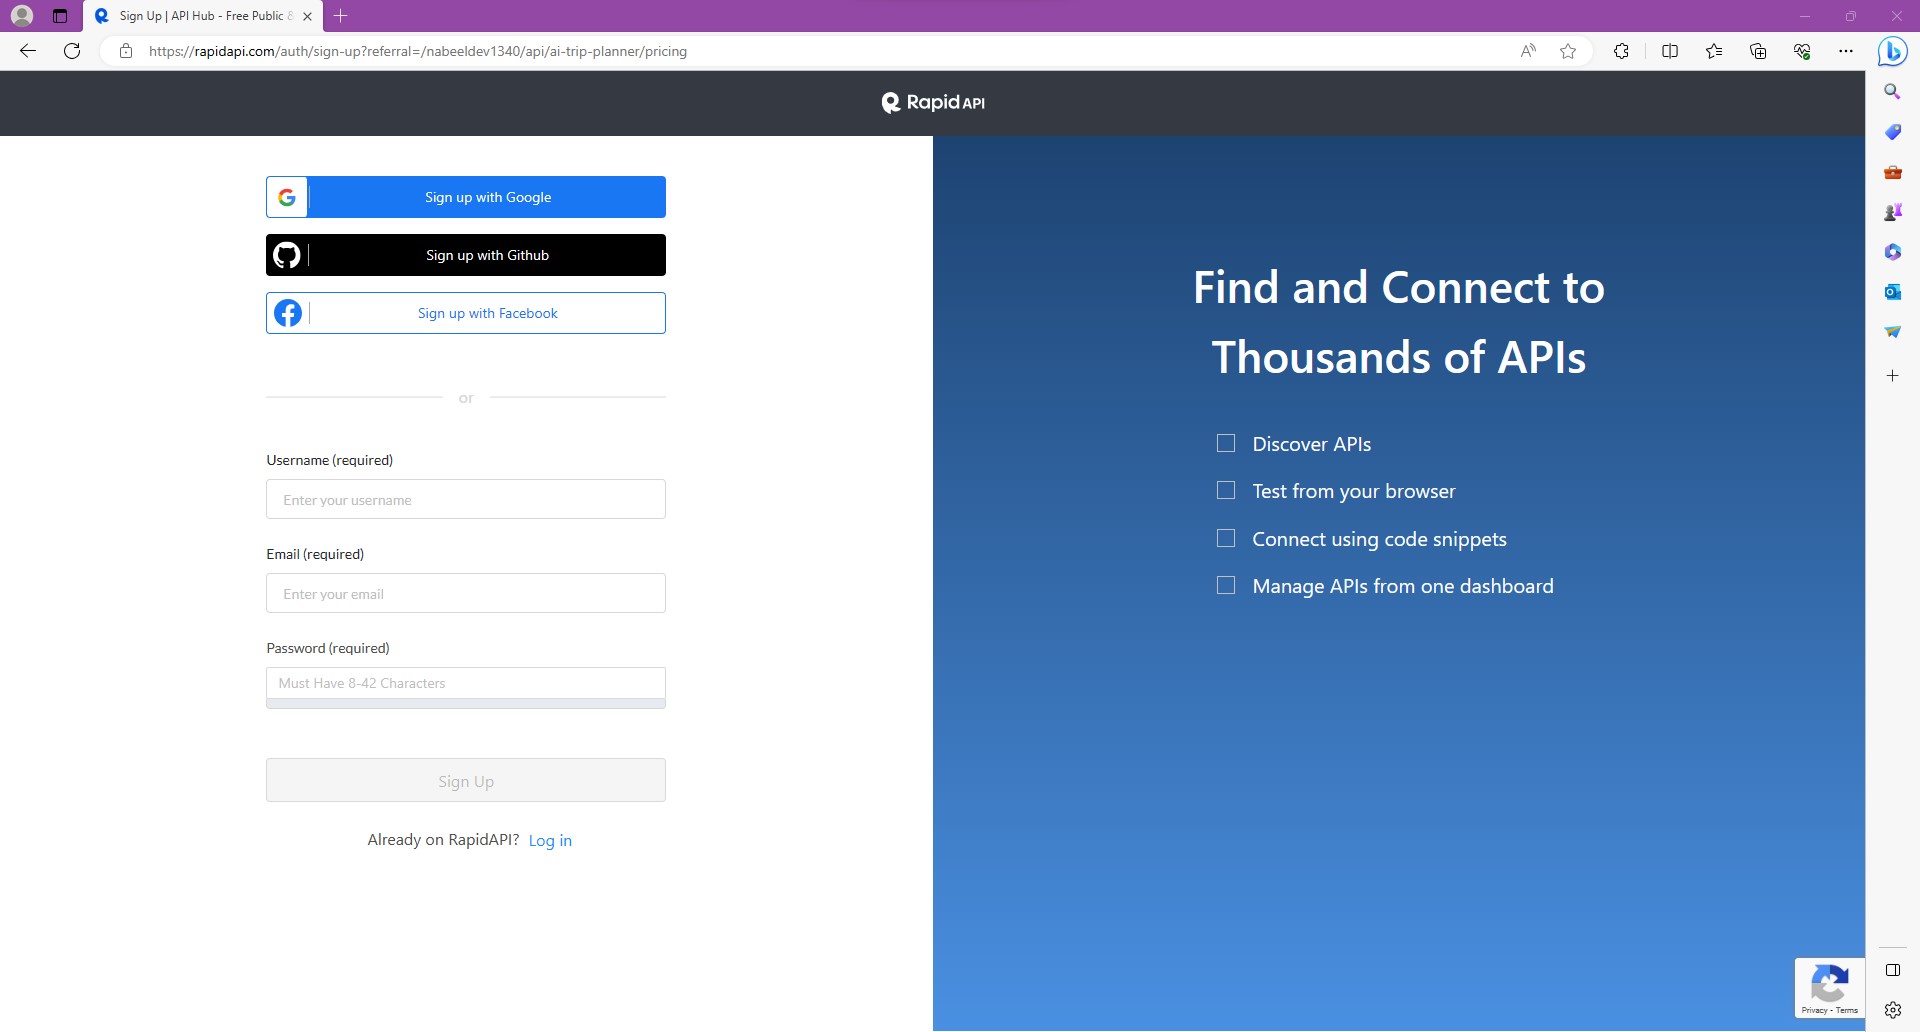 Sign Up | API Hub - Free Public &
https://rapidapi.com/auth/sign-up?referral=/nabeeldev1340/api/ai-trip-planner/pricing
Rapid API
Sign up with Google
Sign up with Github
Sign up with Facebook
or
Username (required)
Enter your username
Email (required)
Enter your email
Password (required)
Must Have 8-42 Characters
Sign Up
Already on RapidAPI? Log in
Find and Connect to
Thousands of APIs
Discover APIs
Test from your browser
Connect using code snippets
Manage APIs from one dashboard
Privacy - Terms